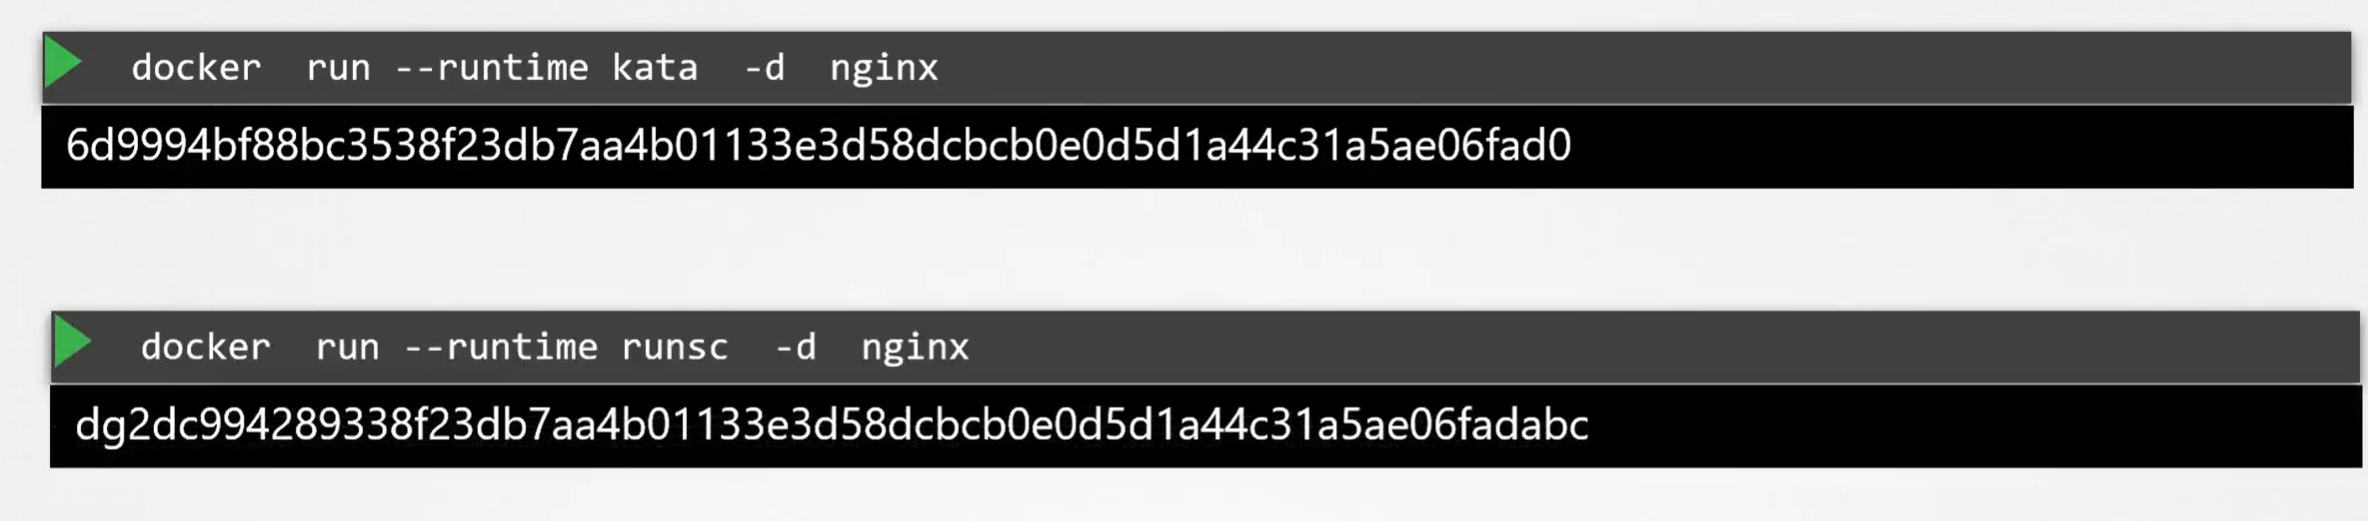 docker run --runtime kata -d nginx
6d9994bf88bc3538f23db7aa4b01133e3d58dcbcb0e0d5d1a44c31a5ae06fad0
docker run --runtime runsc -d nginx
dg2dc994289338f23db7aa4b01133e3d58dcbcb0e0d5d1a44c31a5ae06fadabc